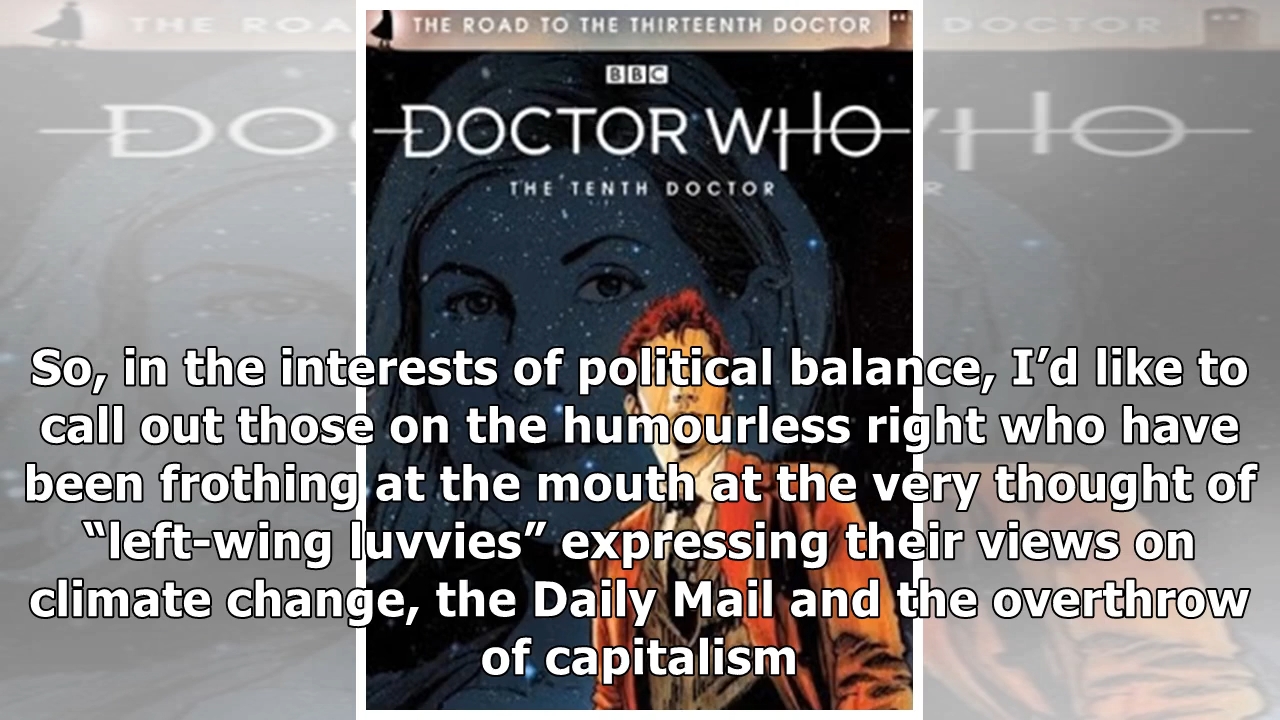 THE ROAD TO THE THIRTEENTH DOCTOR
BBC
DOCTOR WHO
THE TENTH DOCTOR
So, in the interests of political balance, I’d like to
call out those on the humourless right who have
been frothing at the mouth at the very thought of
“left-wing luvvies” expressing their views on
climate change, the Daily Mail and the overthrow
of capitalism